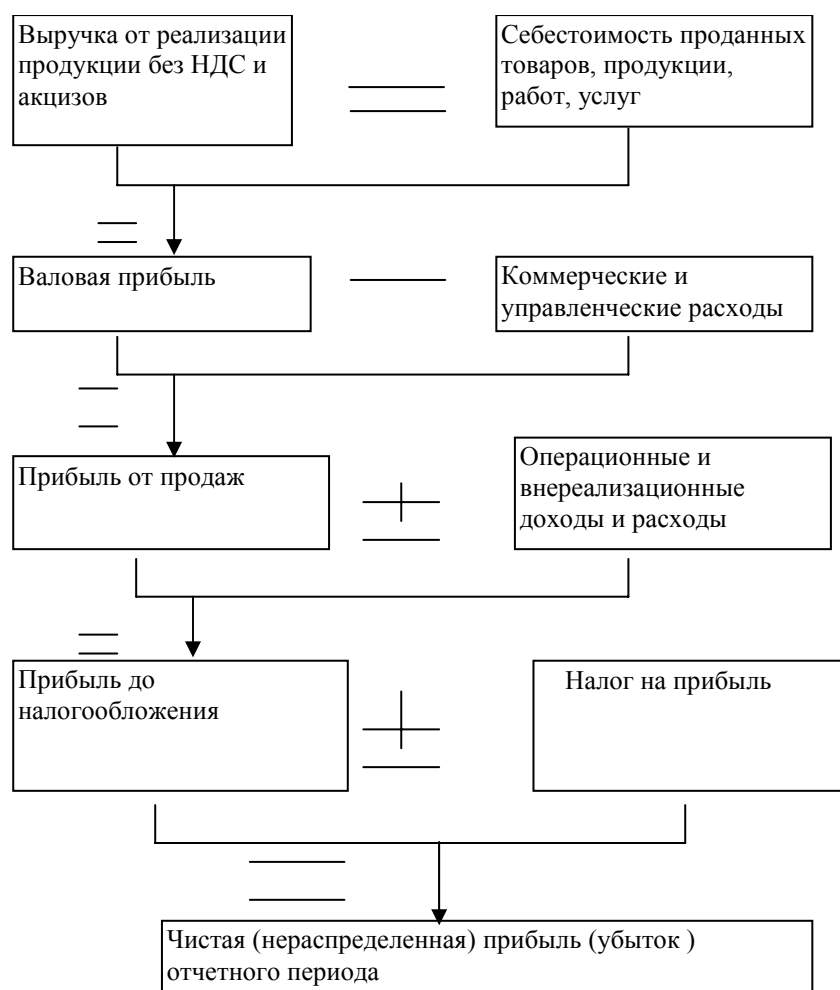 Выручка от реализации
продукции без НДС и
акцизов
Себестоимость проданных
товаров, продукции,
работ, услуг
Валовая прибыль
Коммерческие и
управленческие расходы
Прибыль от продаж
Операционные и
внереализационные
доходы и расходы
Прибыль до
налогообложения
Налог на прибыль
Чистая (нераспределенная) прибыль (убыток )
отчетного периода